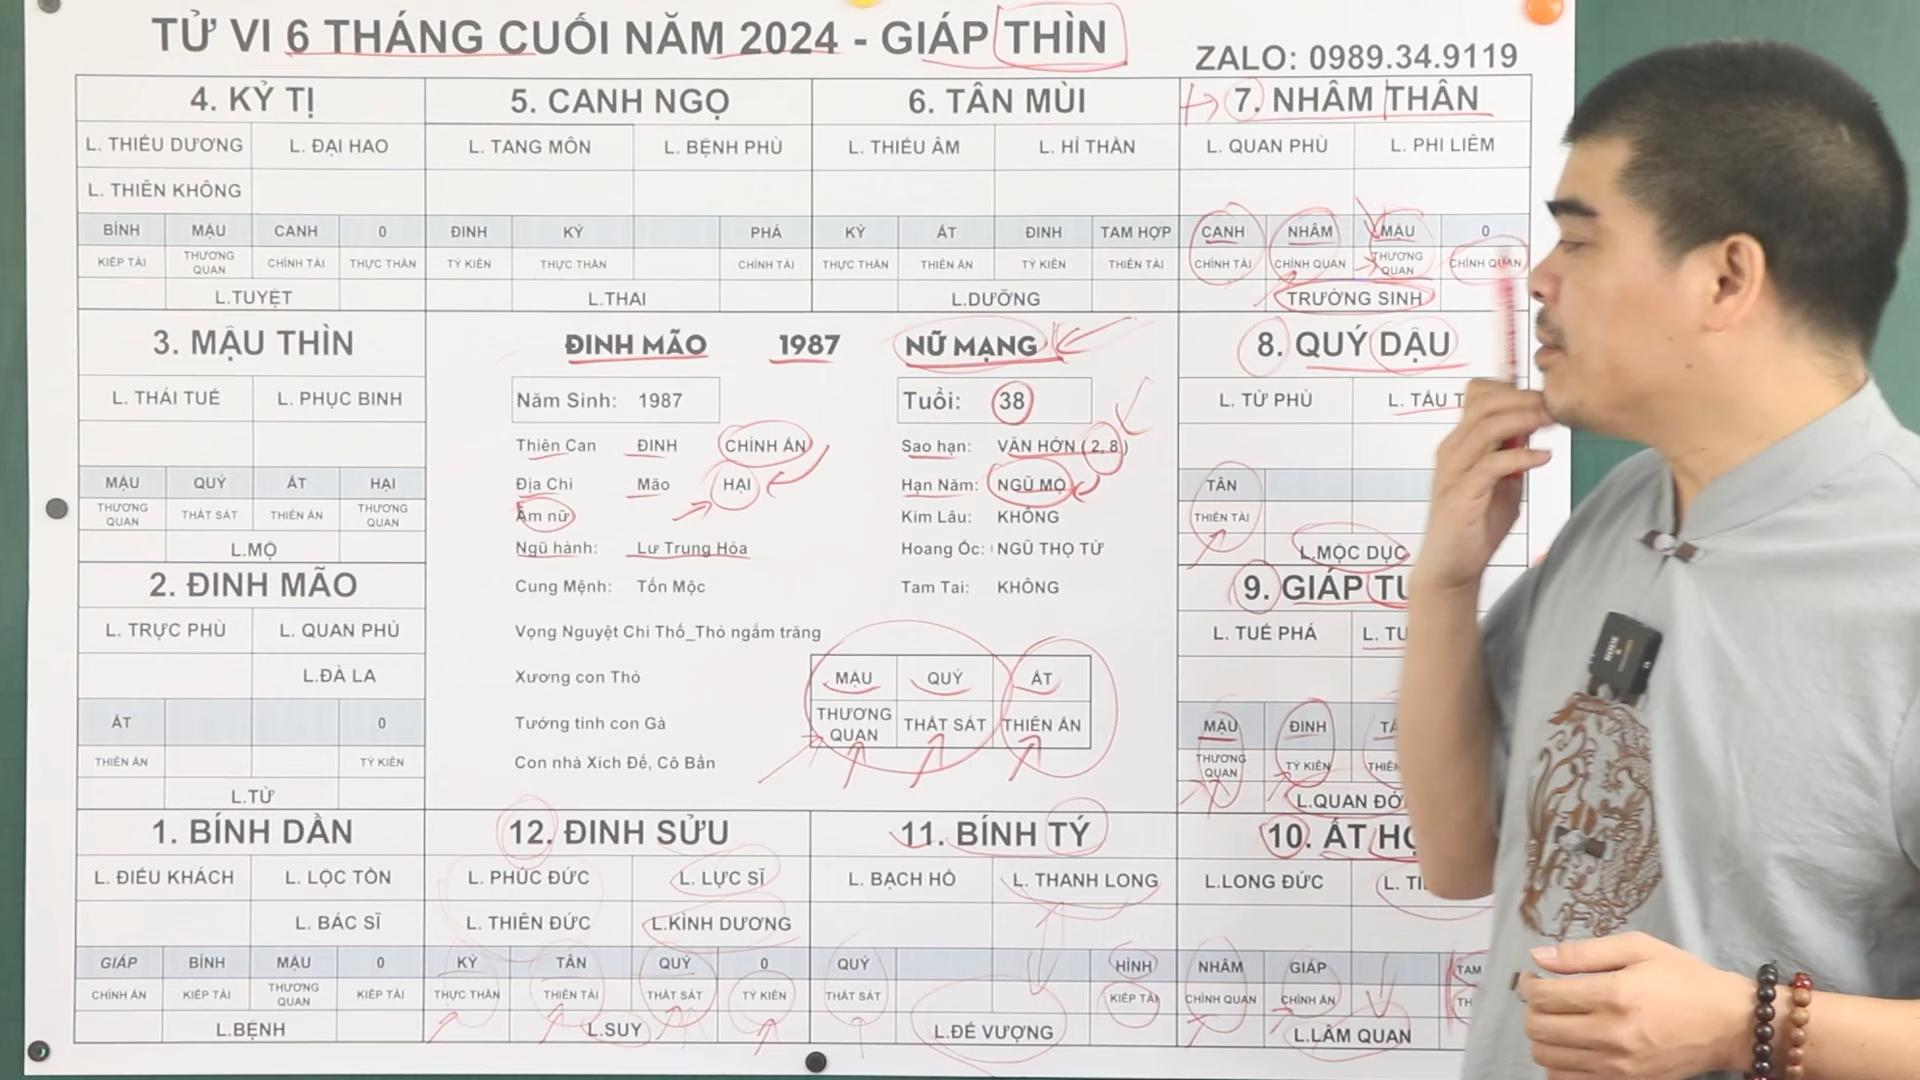 TỬ VI 6 THÁNG CUỐI NĂM 2024 - GIÁP THÌN
ZALO: 0989.34.9119
4. KỶ TỊ
L. THIẾU DƯƠNG L. ĐẠI HAO
L. THIÊN KHÔNG
BÍNH MẬU CANH 0
KIẾP TÀI THƯƠNG QUAN CHÍNH TÀI THỰC THẦN
L.TUYỆT
5. CANH NGỌ
L. TANG MÔN L. BỆNH PHÙ
ĐINH KỶ PHÁ
TỶ KIÊN THỰC THẦN CHÍNH TÀI
L.THAI
6. TÂN MÙI
L. THIẾU ÂM L. HỈ THẦN
KỶ ẤT ĐINH TAM HỢP
THỰC THẦN THIÊN ẤN TỶ KIÊN THIÊN TÀI
L.DƯỠNG
7. NHÂM THÂN
L. QUAN PHÙ L. PHI LIÊM
CANH NHÂM MẬU 0
CHÍNH TÀI CHÍNH QUAN THƯƠNG QUAN CHÍNH QUAN
TRƯỜNG SINH
3. MẬU THÌN
L. THÁI TUẾ L. PHỤC BINH
MẬU QUÝ ẤT HẠI
THƯƠNG QUAN THẤT SÁT THIÊN ẤN THƯƠNG QUAN
L.MỘ
ĐINH MÃO 1987 NỮ MẠNG
Năm Sinh: 1987 Tuổi: 38
Thiên Can ĐINH CHÍNH ẤN Sao hạn: VÂN HỚN ( 2, 8 )
Địa Chi Mão HẠI Hạn Năm: NGŨ MỘ
Âm nữ Kim Lâu: KHÔNG
Ngũ hành: Lư Trung Hỏa Hoang Ốc: NGŨ THỌ TỬ
Cung Mệnh: Tốn Mộc Tam Tai: KHÔNG
Vọng Nguyệt Chi Thố_Thỏ ngắm trăng
Xương con Thỏ MẬU QUÝ ẤT
Tướng tinh con Gà THƯƠNG QUAN THẤT SÁT THIÊN ẤN
Con nhà Xích Đế, Cô Bần
8. QUÝ DẬU
L. TỬ PHÙ L. TẤU
TÂN
THIÊN TÀI
L.MỘC DỤC
2. ĐINH MÃO
L. TRỰC PHÙ L. QUAN PHỦ
L.ĐÀ LA
ẤT 0
THIÊN ẤN TỶ KIÊN
L.TỬ
9. GIÁP
L. TUẾ PHÁ L.
MẬU ĐINH
THƯƠNG QUAN TỶ KIÊN
L.QUAN ĐỚ
1. BÍNH DẦN
L. ĐIẾU KHÁCH L. LỘC TỒN
L. BÁC SĨ
GIÁP BÍNH MẬU 0
CHÍNH ẤN KIẾP TÀI THƯƠNG QUAN KIẾP TÀI
L.BỆNH
12. ĐINH SỬU
L. PHÚC ĐỨC L. LỰC SĨ
L. THIÊN ĐỨC L.KÌNH DƯƠNG
KỶ TÂN QUÝ 0
THỰC THẦN THIÊN TÀI THẤT SÁT TỶ KIÊN
L.SUY
11. BÍNH TÝ
L. BẠCH HỔ L. THANH LONG
QUÝ HÌNH
THẤT SÁT KIẾP TÀI
L.ĐẾ VƯỢNG
10. ẤT
L.LONG ĐỨC L.
NHÂM GIÁP TAM
CHÍNH QUAN CHÍNH ẤN
L.LÂM QUAN